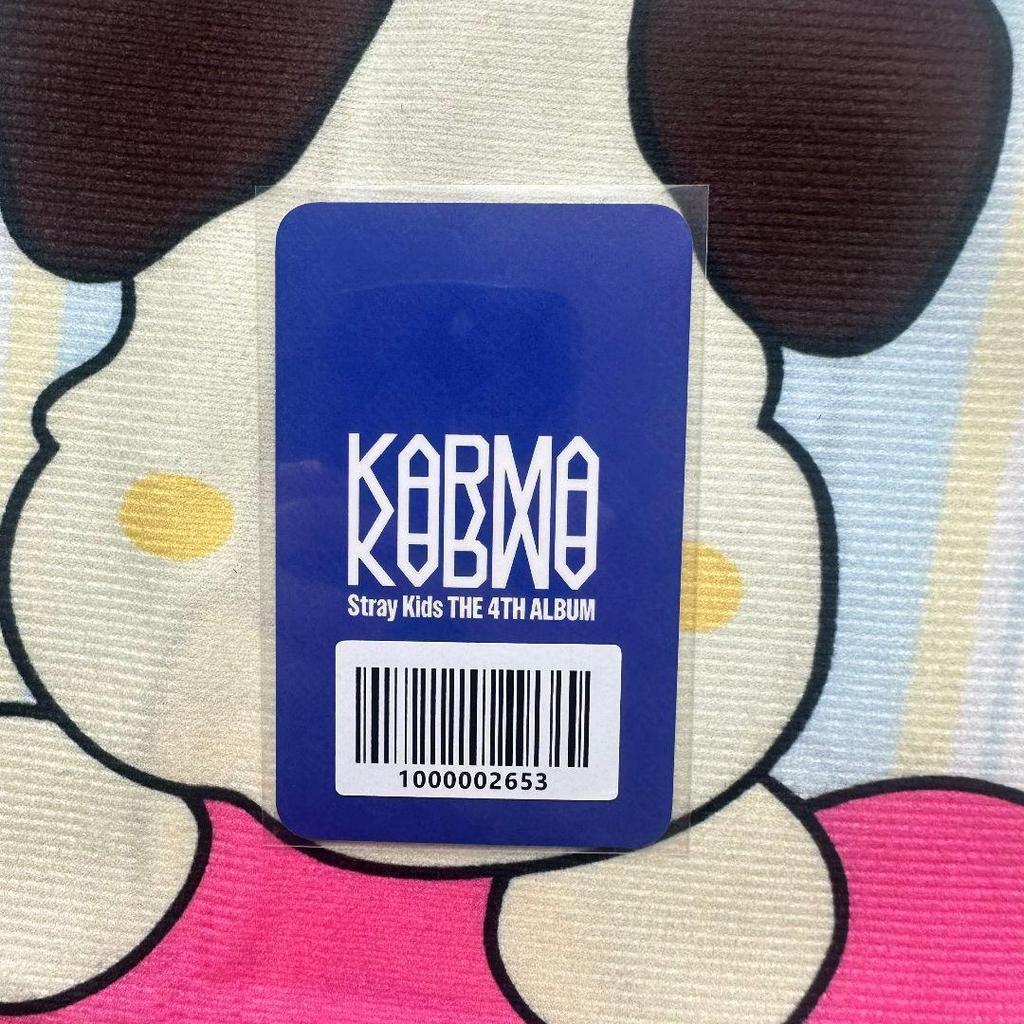 KARMA
Stray Kids THE 4TH ALBUM
1000002653